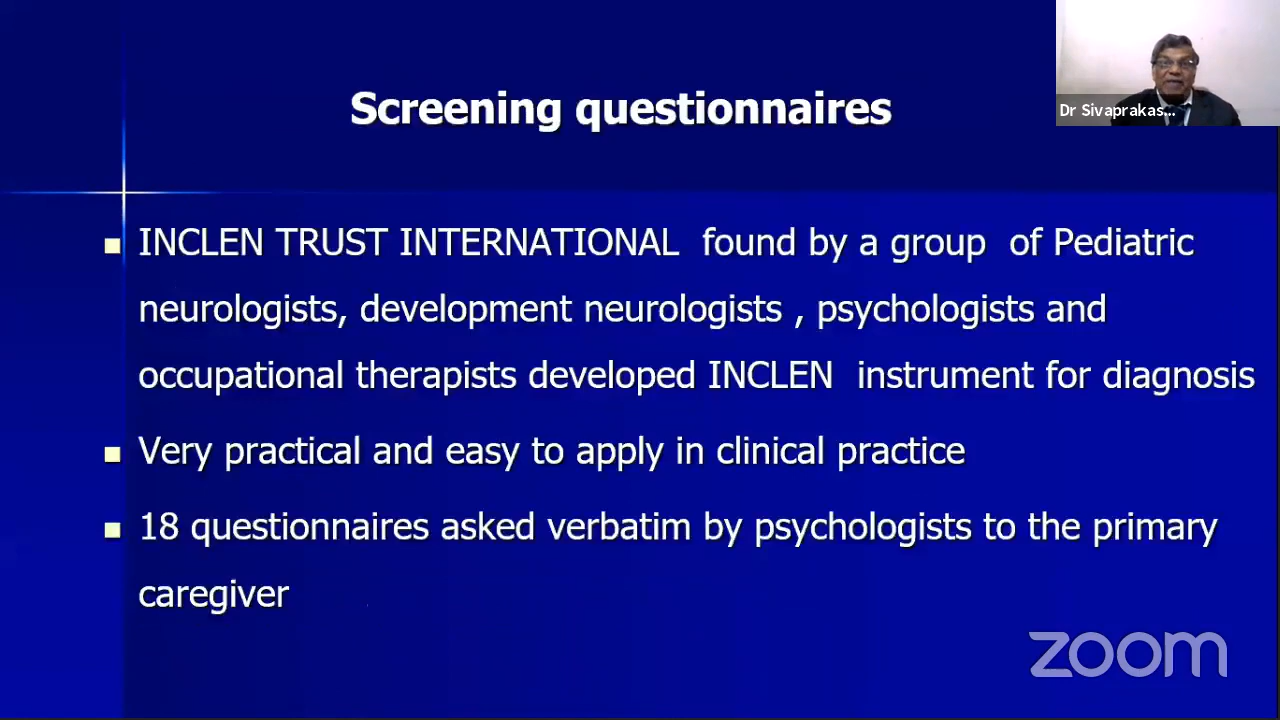 Screening questionnaires
Dr Sivaprakas...
INCLEN TRUST INTERNATIONAL found by a group of Pediatric
neurologists, development neurologists , psychologists and
occupational therapists developed INCLEN instrument for diagnosis
Very practical and easy to apply in clinical practice
18 questionnaires asked verbatim by psychologists to the primary
caregiver
zoom